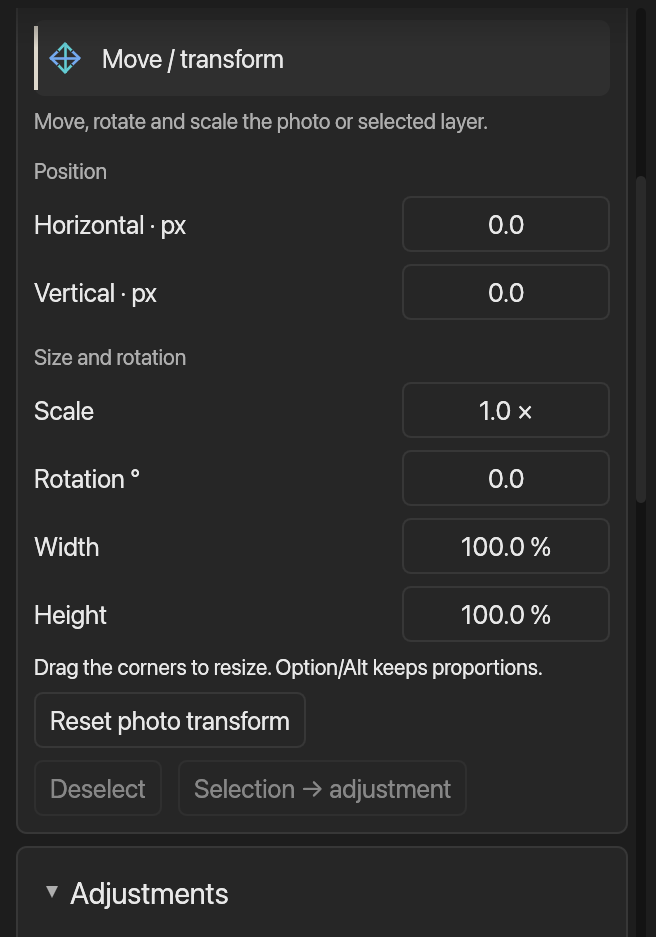 Move / transform
Move, rotate and scale the photo or selected layer.
Position
Horizontal · px 0.0
Vertical · px 0.0
Size and rotation
Scale 1.0 ×
Rotation ° 0.0
Width 100.0 %
Height 100.0 %
Drag the corners to resize. Option/Alt keeps proportions.
Reset photo transform
Deselect Selection → adjustment
▼ Adjustments